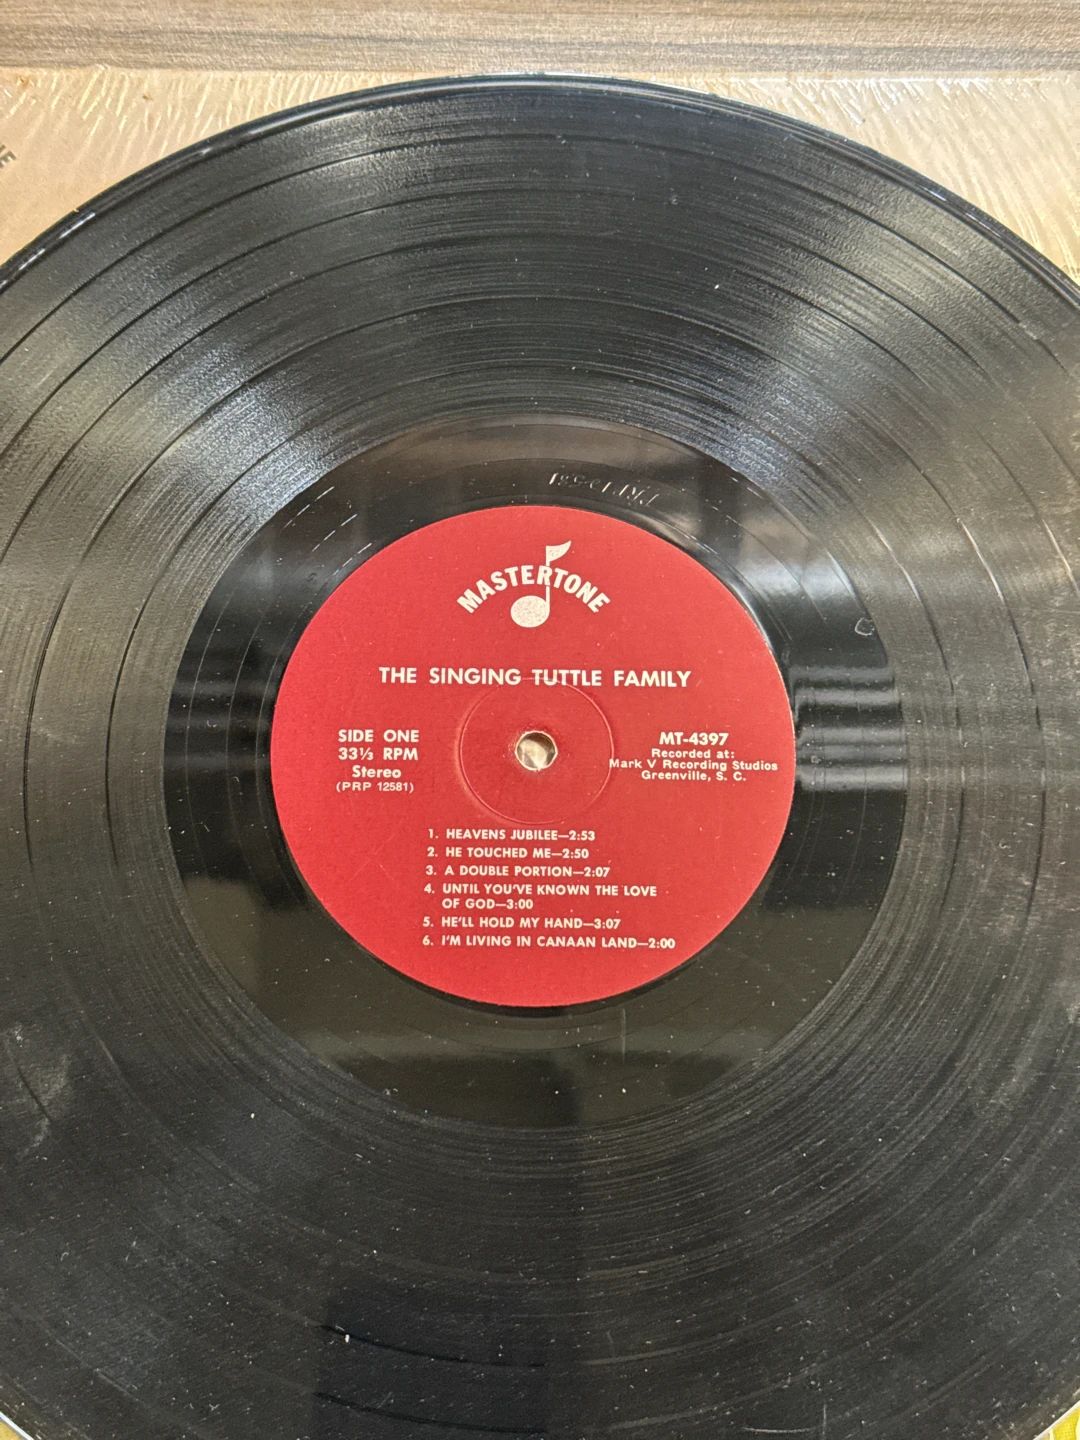 MASTERTONE
THE SINGING TUTTLE FAMILY
SIDE ONE
33⅓ RPM
Stereo
(PRP 12581)
MT-4397
Recorded at:
Mark V Recording Studios
Greenville, S. C.
1. HEAVENS JUBILEE—2:53
2. HE TOUCHED ME—2:50
3. A DOUBLE PORTION—2:07
4. UNTIL YOU'VE KNOWN THE LOVE
OF GOD—3:00
5. HE'LL HOLD MY HAND—3:07
6. I'M LIVING IN CANAAN LAND—2:00